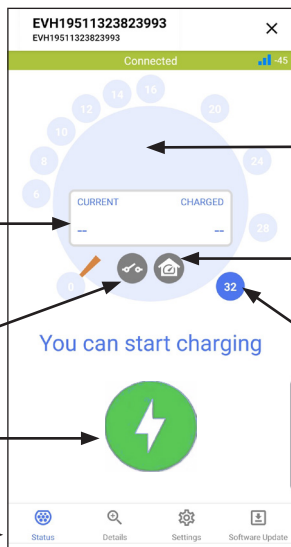 EVH19511323823993
EVH19511323823993
Connected
-45
14
16
12
20
10
8
24
6
CURRENT
CHARGED
--
--
28
0
32
You can start charging
Status
Details
Settings
Software Update